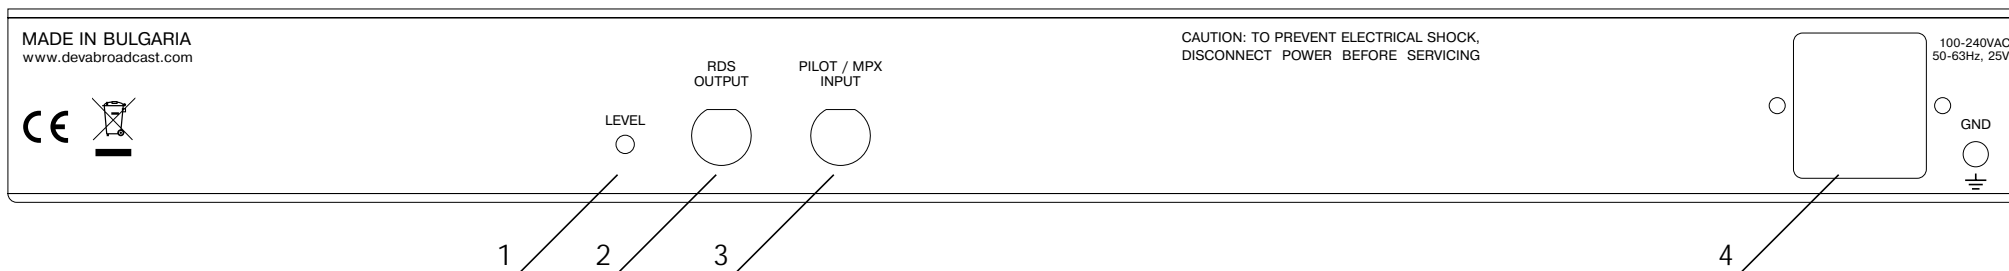 MADE IN BULGARIA
www.devabroadcast.com
LEVEL
RDS
OUTPUT
PILOT / MPX
INPUT
CAUTION: TO PREVENT ELECTRICAL SHOCK,
DISCONNECT POWER BEFORE SERVICING
100-240VAC
50-63Hz, 25V
GND
CE
1
2
3
4